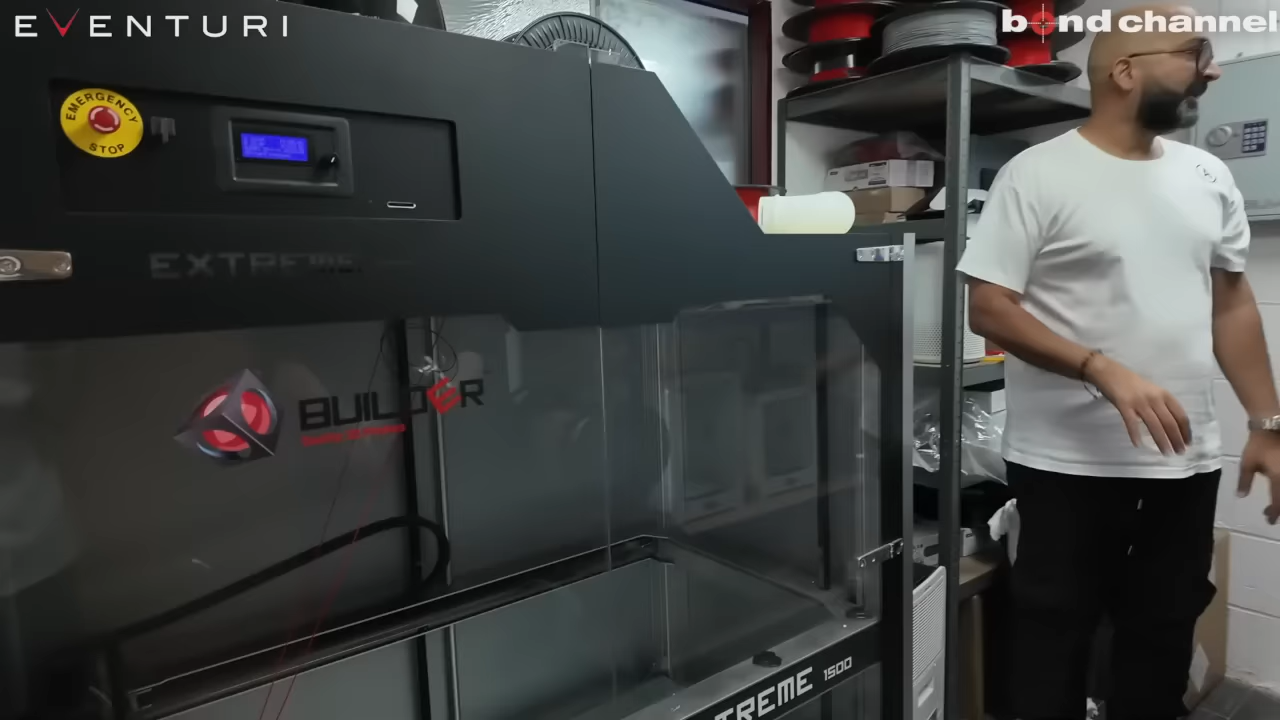 EVENTURI
bond channel
EMERGENCY
STOP
EXTREME
BUILDER
TREME 1500